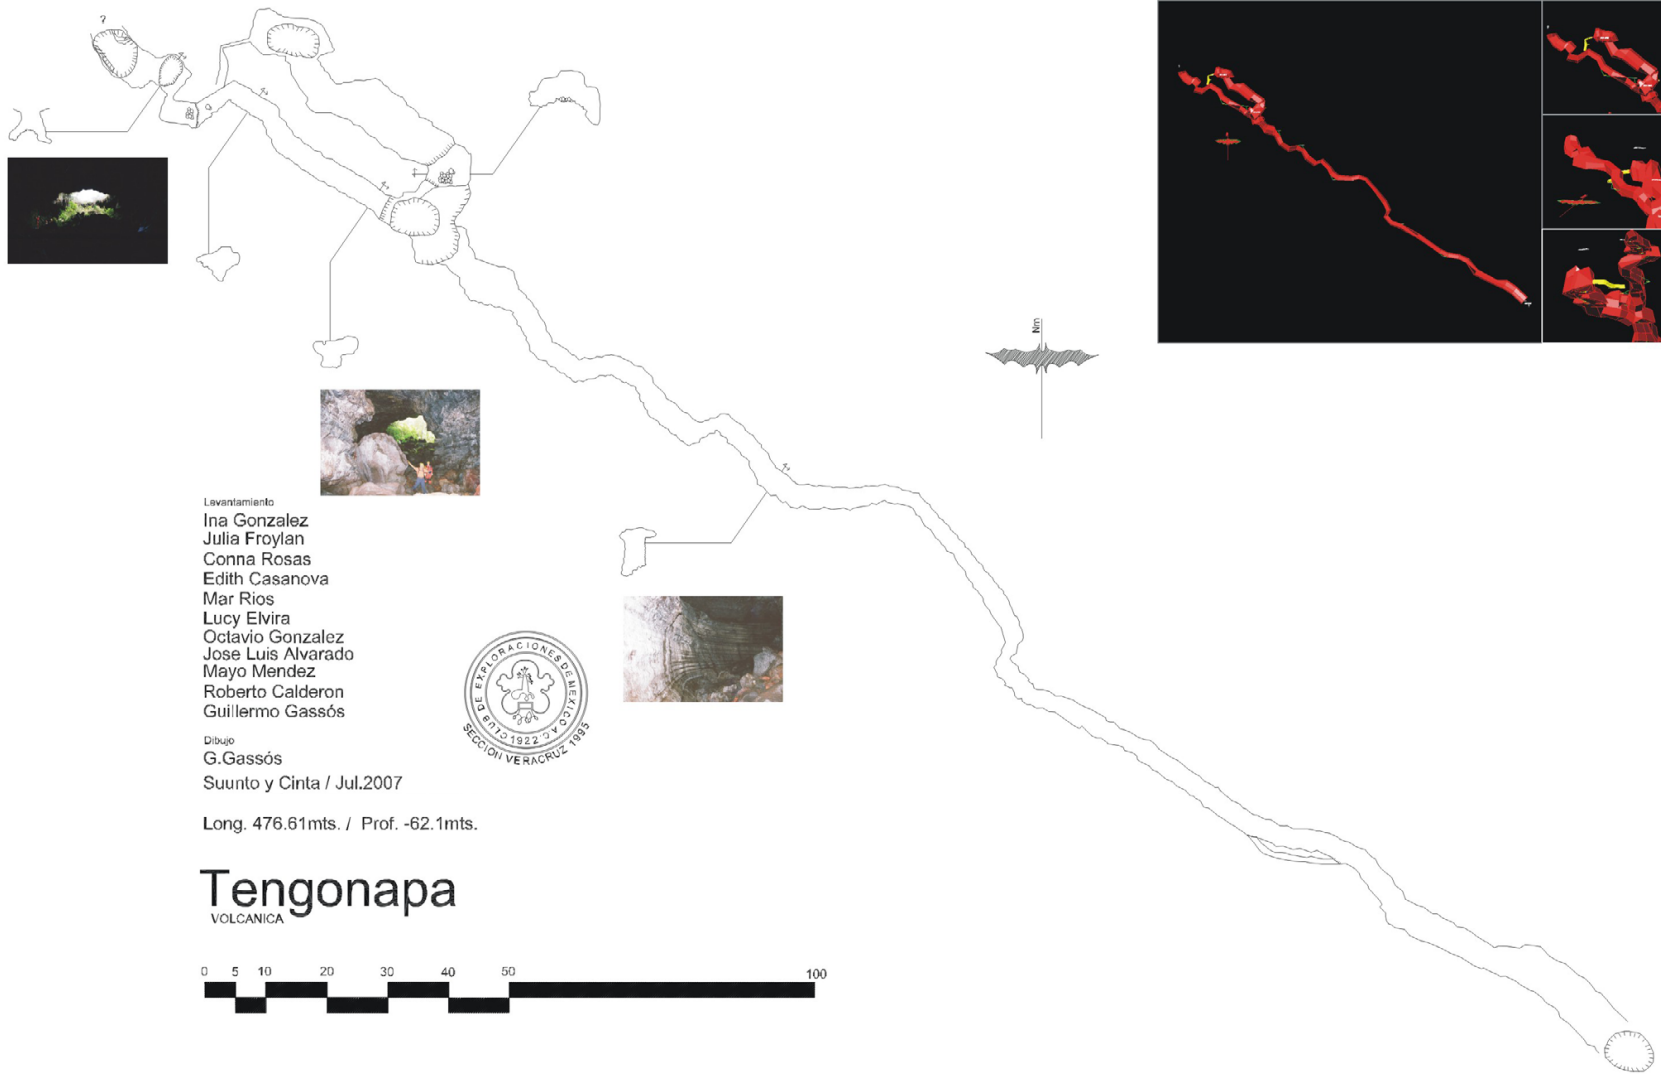 ?
Nm
Levantamiento
Ina Gonzalez
Julia Froylan
Conna Rosas
Edith Casanova
Mar Rios
Lucy Elvira
Octavio Gonzalez
Jose Luis Alvarado
Mayo Mendez
Roberto Calderon
Guillermo Gassós
CLUB DE EXPLORACIONES DE MEXICO A.C.
1922
SECCION VERACRUZ 1995
Dibujo
G.Gassós
Suunto y Cinta / Jul.2007
Long. 476.61mts. / Prof. -62.1mts.
Tengonapa
VOLCANICA
0 5 10 20 30 40 50 100